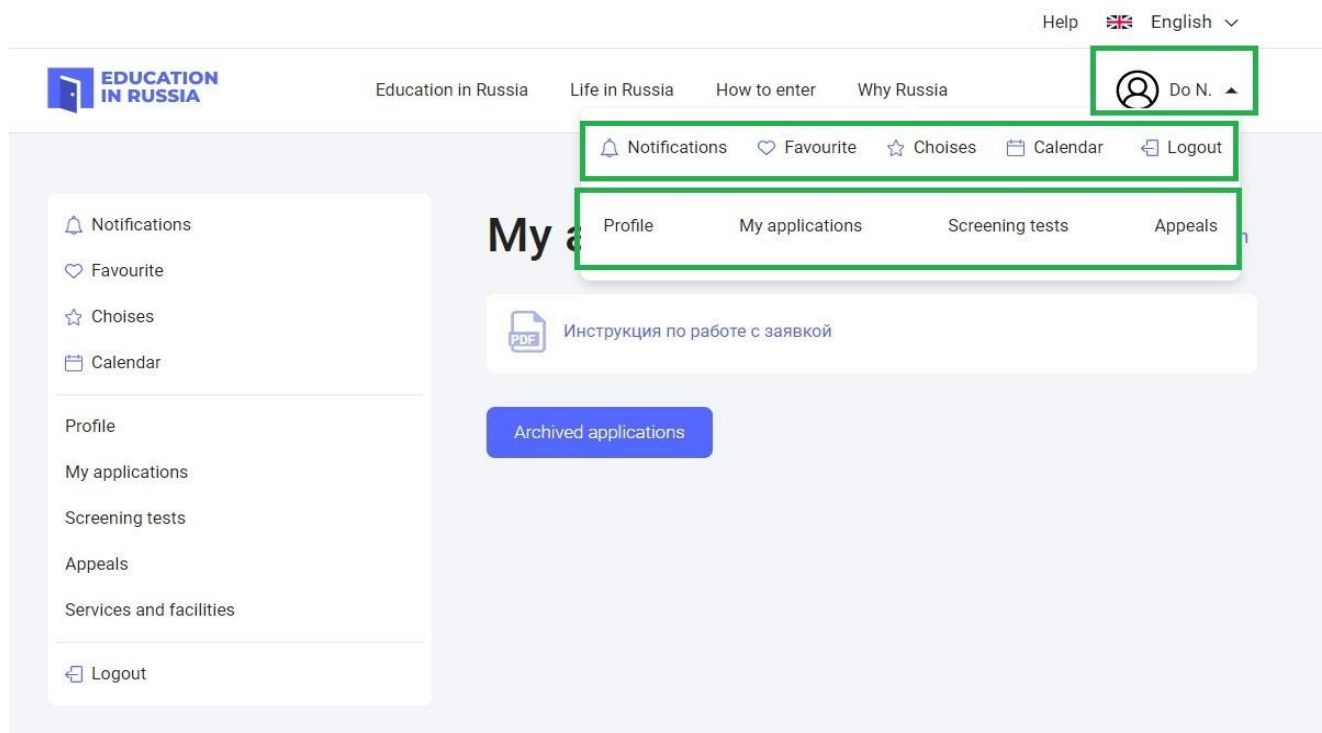 Help English
EDUCATION
IN RUSSIA
Education in Russia Life in Russia How to enter Why Russia Do N.
Notifications Favourite Choises Calendar Logout
Profile My applications Screening tests Appeals
My
Notifications
Favourite
Choises
Calendar
Profile
My applications
Screening tests
Appeals
Services and facilities
Logout
PDF Инструкция по работе с заявкой
Archived applications